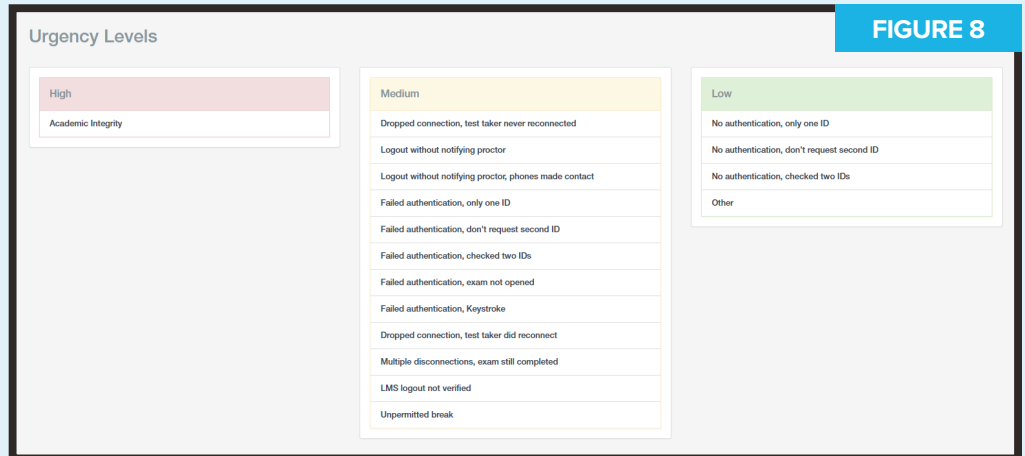 FIGURE 8
Urgency Levels
High
Academic Integrity
Medium
Dropped connection, test taker never reconnected
Logout without notifying proctor
Logout without notifying proctor, phones made contact
Failed authentication, only one ID
Failed authentication, don't request second ID
Failed authentication, checked two IDs
Failed authentication, exam not opened
Failed authentication, Keystroke
Dropped connection, test taker did reconnect
Multiple disconnections, exam still completed
LMS logout not verified
Unpermitted break
Low
No authentication, only one ID
No authentication, don't request second ID
No authentication, checked two IDs
Other